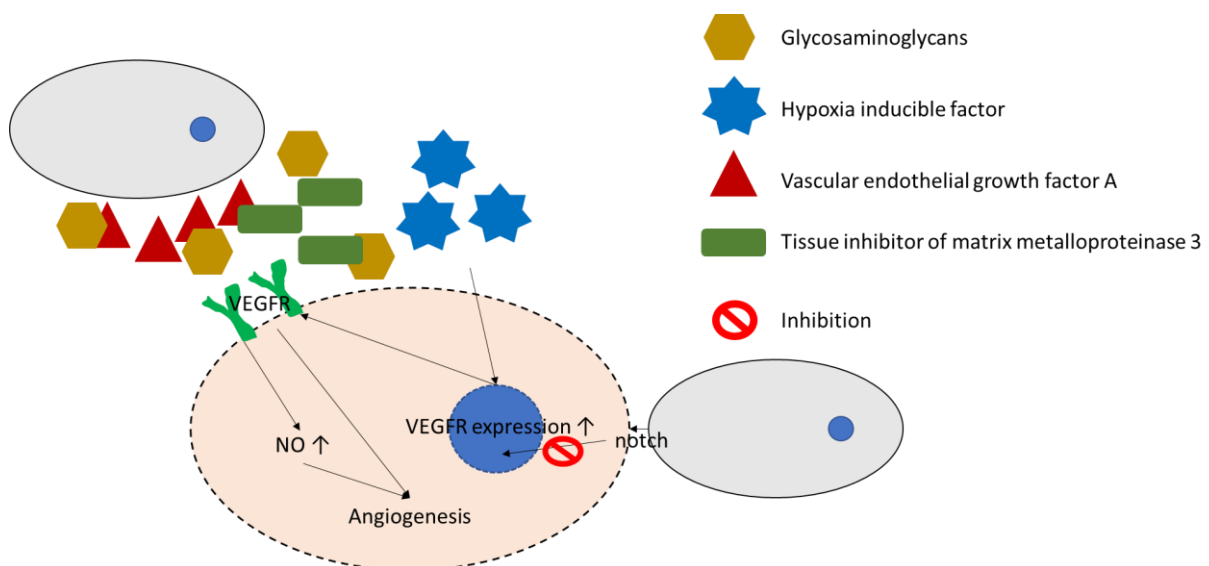 Glycosaminoglycans
Hypoxia inducible factor
Vascular endothelial growth factor A
Tissue inhibitor of matrix metalloproteinase 3
Inhibition
VEGFR
VEGFR expression ↑
notch
NO ↑
Angiogenesis